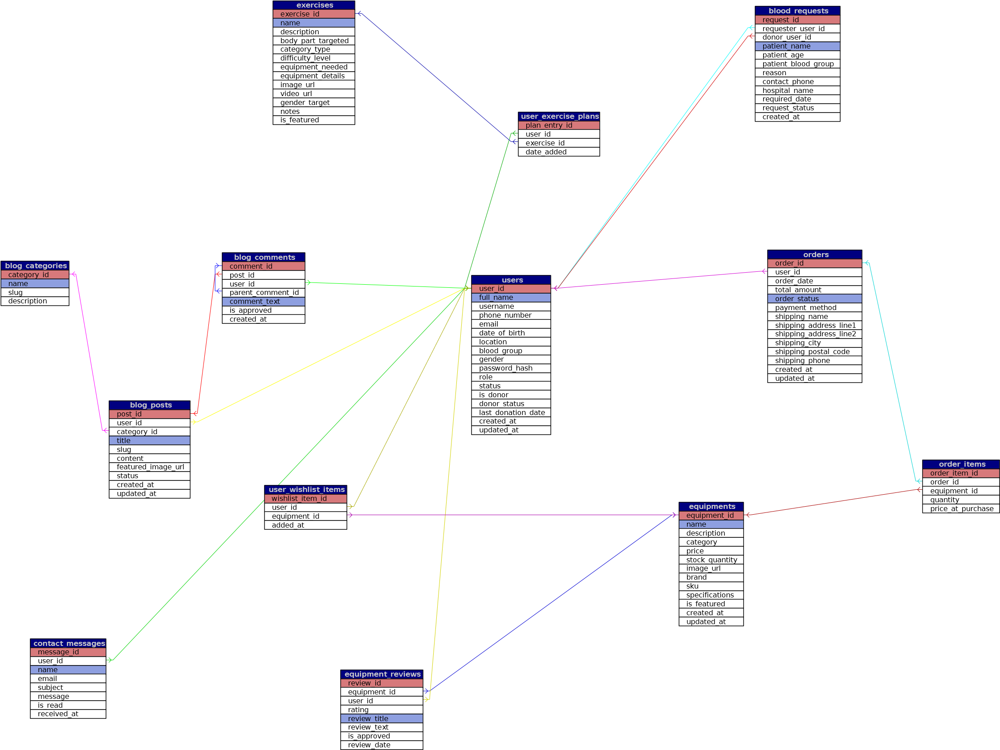 exercises
exercise_id
name
description
body_part_targeted
category_type
difficulty_level
equipment_needed
equipment_details
image_url
video_url
gender_target
notes
is_featured
blood_requests
request_id
requester_user_id
donor_user_id
patient_name
patient_age
patient_blood_group
reason
contact_phone
hospital_name
required_date
request_status
created_at
user_exercise_plans
plan_entry_id
user_id
exercise_id
date_added
blog_categories
category_id
name
slug
description
blog_comments
comment_id
post_id
user_id
parent_comment_id
comment_text
is_approved
created_at
users
user_id
full_name
username
phone_number
email
date_of_birth
location
blood_group
gender
password_hash
role
status
is_donor
donor_status
last_donation_date
created_at
updated_at
orders
order_id
user_id
order_date
total_amount
order_status
payment_method
shipping_name
shipping_address_line1
shipping_address_line2
shipping_city
shipping_postal_code
shipping_phone
created_at
updated_at
blog_posts
post_id
user_id
category_id
title
slug
content
featured_image_url
status
created_at
updated_at
user_wishlist_items
wishlist_item_id
user_id
equipment_id
added_at
order_items
order_item_id
order_id
equipment_id
quantity
price_at_purchase
equipments
equipment_id
name
description
category
price
stock_quantity
image_url
brand
sku
specifications
is_featured
created_at
updated_at
contact_messages
message_id
user_id
name
email
subject
message
is_read
received_at
equipment_reviews
review_id
equipment_id
user_id
rating
review_title
review_text
is_approved
review_date